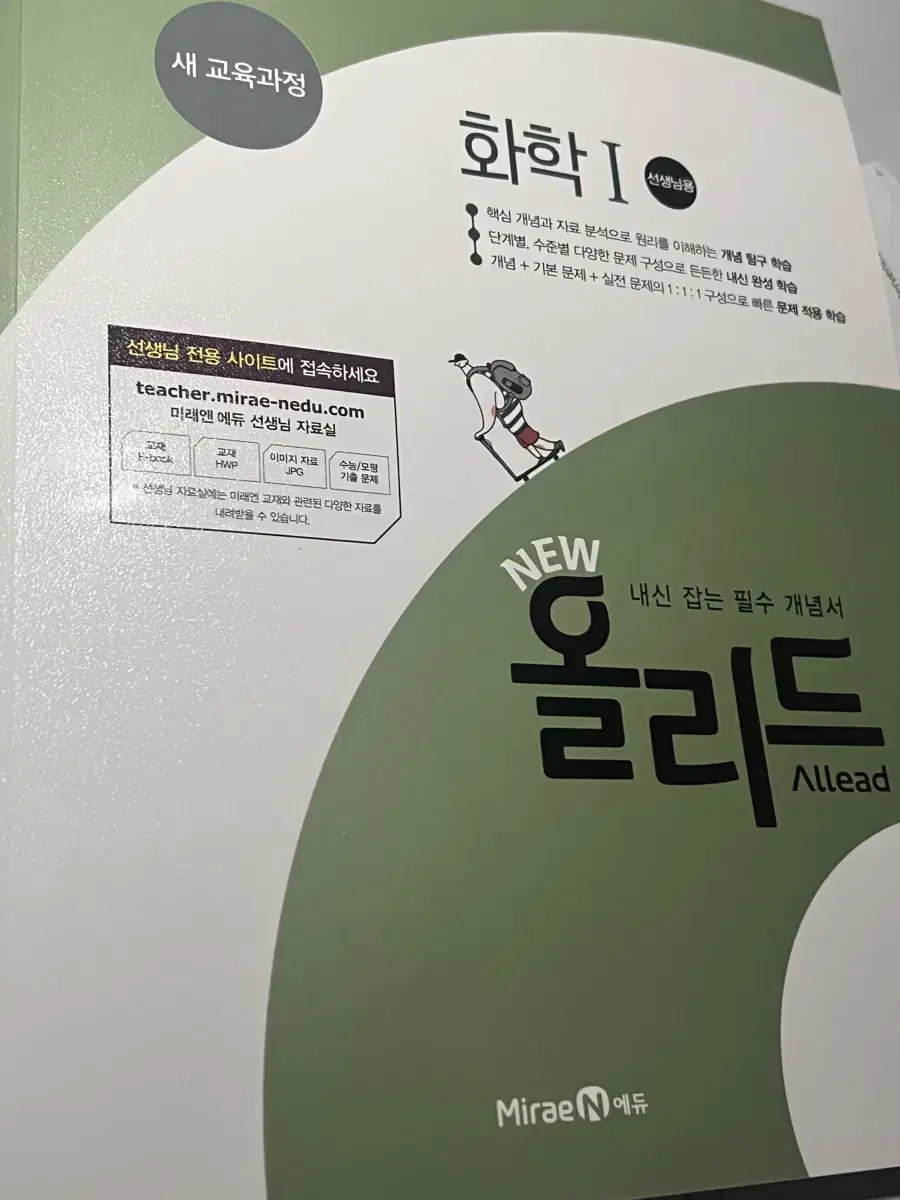 새 교육과정
화학 I
선생님용
핵심 개념과 자료 분석으로 원리를 이해하는 개념 탐구 학습
단계별, 수준별 다양한 문제 구성으로 든든한 내신 완성 학습
개념 + 기본 문제 + 실전 문제의 1 : 1 : 1 구성으로 빠른 문제 적용 학습
선생님 전용 사이트에 접속하세요
teacher.mirae-nedu.com
미래엔 에듀 선생님 자료실
교재
E-book
교재
HWP
이미지 자료
JPG
수능/모평
기출 문제
* 선생님 자료실에는 미래엔 교재와 관련된 다양한 자료를
내려받을 수 있습니다.
NEW
내신 잡는 필수 개념서
올리드
Allead
Mirae N 에듀